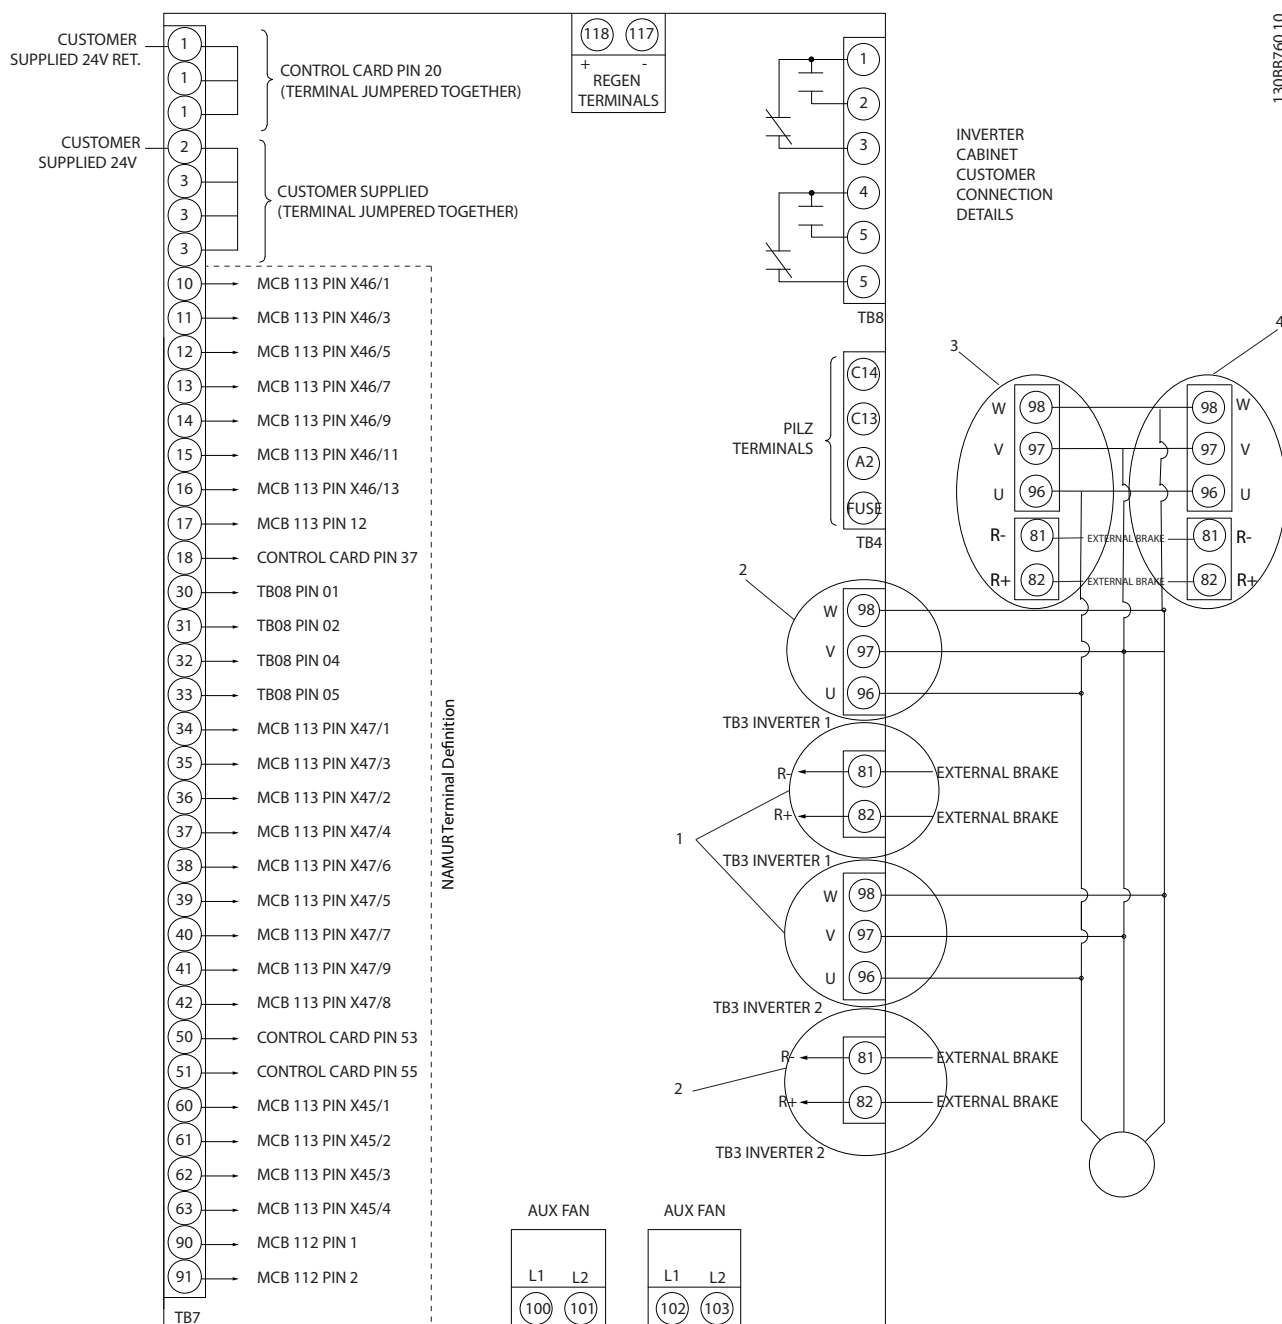 130BB760.10
CUSTOMER
SUPPLIED 24V RET.
1
1
1
CONTROL CARD PIN 20
(TERMINAL JUMPERED TOGETHER)
CUSTOMER
SUPPLIED 24V
2
3
3
3
CUSTOMER SUPPLIED
(TERMINAL JUMPERED TOGETHER)
10 MCB 113 PIN X46/1
11 MCB 113 PIN X46/3
12 MCB 113 PIN X46/5
13 MCB 113 PIN X46/7
14 MCB 113 PIN X46/9
15 MCB 113 PIN X46/11
16 MCB 113 PIN X46/13
17 MCB 113 PIN 12
18 CONTROL CARD PIN 37
30 TB08 PIN 01
31 TB08 PIN 02
32 TB08 PIN 04
33 TB08 PIN 05
34 MCB 113 PIN X47/1
35 MCB 113 PIN X47/3
36 MCB 113 PIN X47/2
37 MCB 113 PIN X47/4
38 MCB 113 PIN X47/6
39 MCB 113 PIN X47/5
40 MCB 113 PIN X47/7
41 MCB 113 PIN X47/9
42 MCB 113 PIN X47/8
50 CONTROL CARD PIN 53
51 CONTROL CARD PIN 55
60 MCB 113 PIN X45/1
61 MCB 113 PIN X45/2
62 MCB 113 PIN X45/3
63 MCB 113 PIN X45/4
90 MCB 112 PIN 1
91 MCB 112 PIN 2
TB7
NAMUR Terminal Definition
118 117
+ -
REGEN
TERMINALS
1
2
3
4
5
5
TB8
INVERTER
CABINET
CUSTOMER
CONNECTION
DETAILS
PILZ
TERMINALS
C14
C13
A2
FUSE
TB4
3
4
W 98 98 W
V 97 97 V
U 96 96 U
R- 81 EXTERNAL BRAKE 81 R-
R+ 82 EXTERNAL BRAKE 82 R+
2
W 98
V 97
U 96
TB3 INVERTER 1
R- 81 EXTERNAL BRAKE
R+ 82 EXTERNAL BRAKE
1
TB3 INVERTER 1
W 98
V 97
U 96
TB3 INVERTER 2
R- 81 EXTERNAL BRAKE
2
R+ 82 EXTERNAL BRAKE
TB3 INVERTER 2
AUX FAN
L1 L2
100 101
AUX FAN
L1 L2
102 103